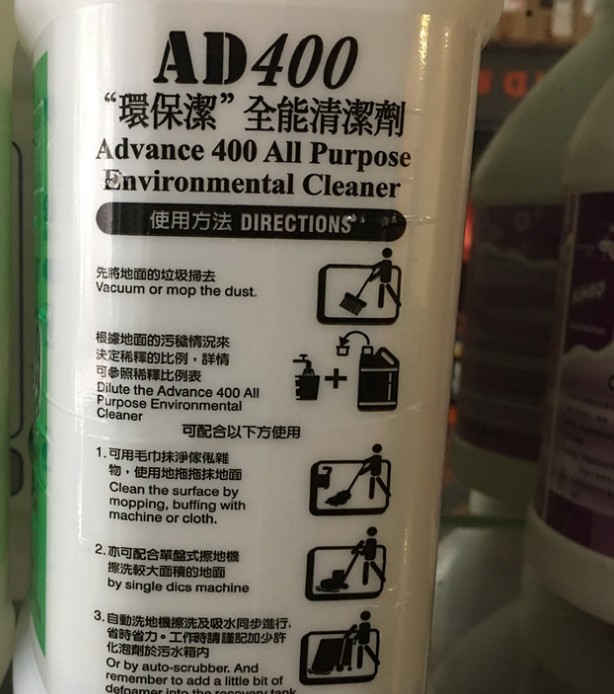 AD400
“環保潔”全能清潔劑
Advance 400 All Purpose
Environmental Cleaner
使用方法 DIRECTIONS
先將地面的垃圾掃去
Vacuum or mop the dust.
根據地面的污穢情況來
決定稀釋的比例，詳情
可參照稀釋比例表
Dilute the Advance 400 All
Purpose Environmental
Cleaner
可配合以下方使用
1.可用毛巾抹淨傢俬雜
物，使用地拖拖抹地面
Clean the surface by
mopping, buffing with
machine or cloth.
2.亦可配合單盤式擦地機
擦洗較大面積的地面
by single dics machine
3.自動洗地機擦洗及吸水同步進行，
省時省力。工作時請謹記加少許
化泡劑於污水箱内
Or by auto-scrubber. And
remember to add a little bit of
defoamer into the recovery tank